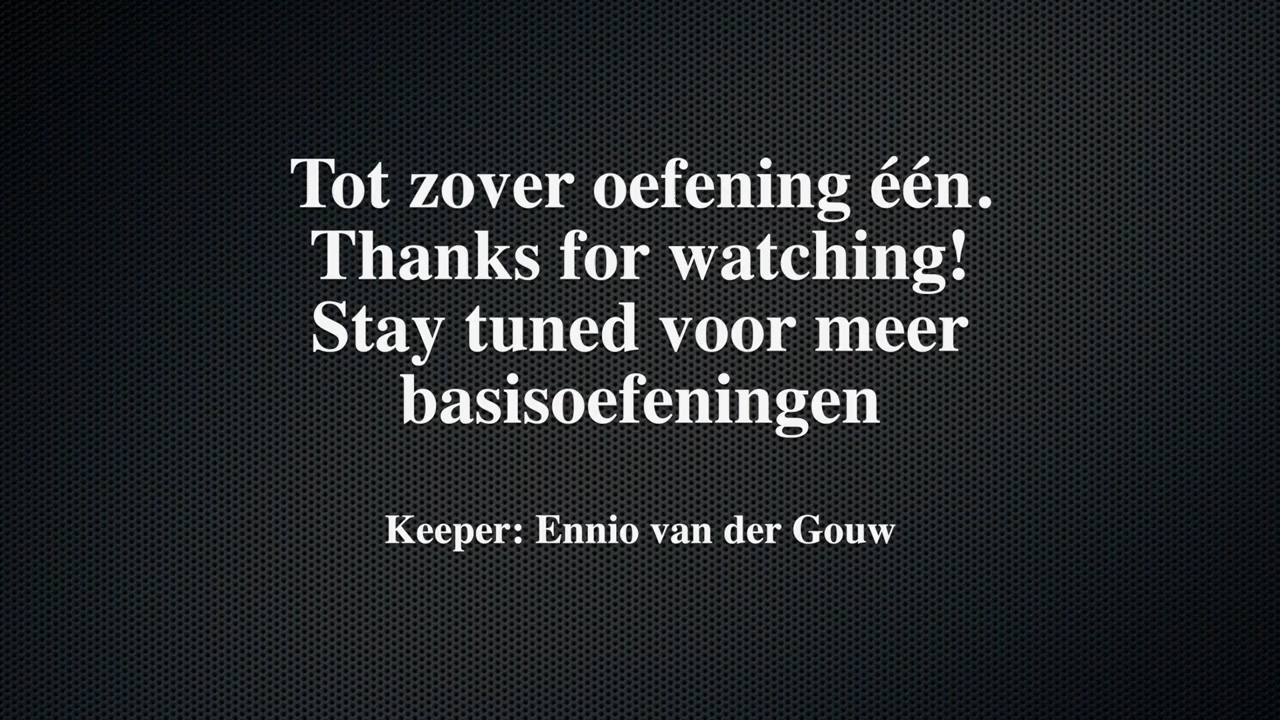 Tot zover oefening één.
Thanks for watching!
Stay tuned voor meer
basisoefeningen
Keeper: Ennio van der Gouw